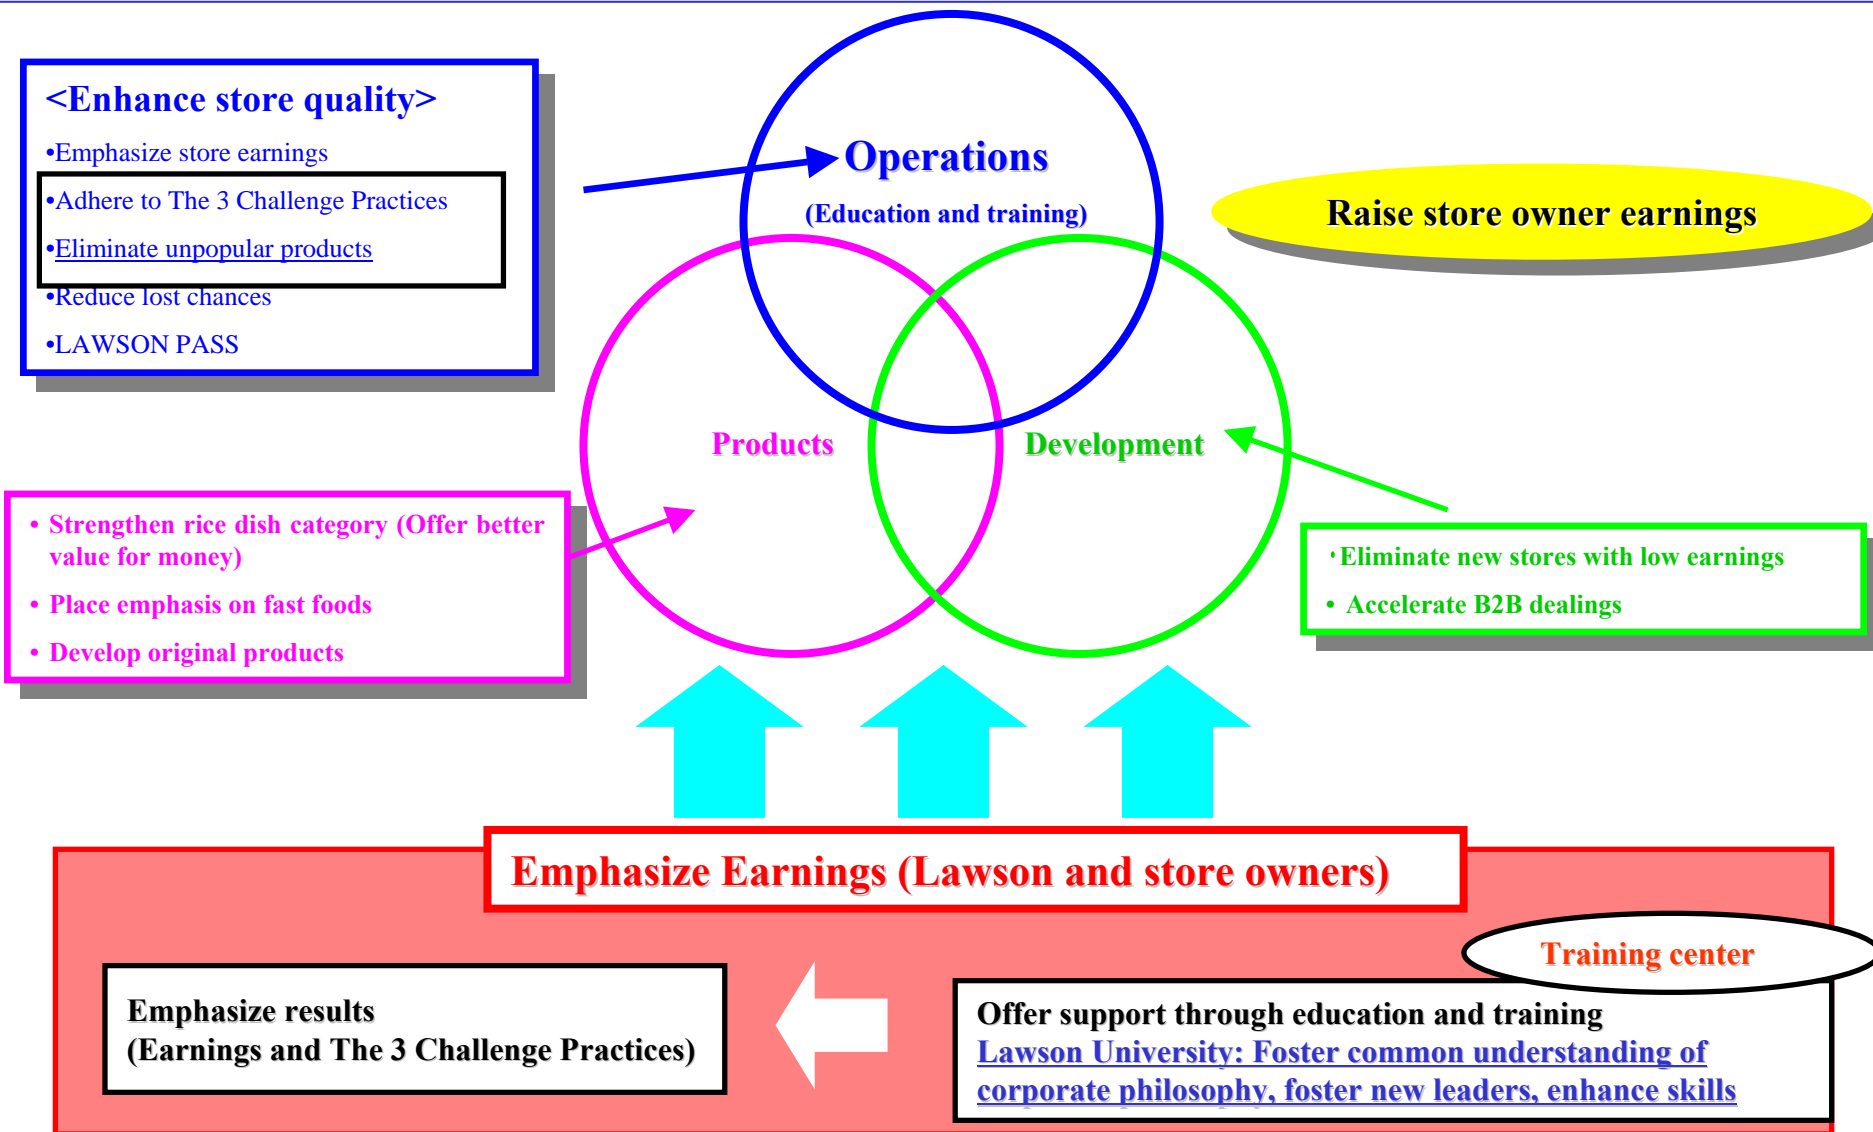 <Enhance store quality>
•Emphasize store earnings
•Adhere to The 3 Challenge Practices
•Eliminate unpopular products
•Reduce lost chances
•LAWSON PASS
Operations
(Education and training)
Raise store owner earnings
Products
Development
• Strengthen rice dish category (Offer better
value for money)
• Place emphasis on fast foods
• Develop original products
•Eliminate new stores with low earnings
• Accelerate B2B dealings
Emphasize Earnings (Lawson and store owners)
Training center
Emphasize results
(Earnings and The 3 Challenge Practices)
Offer support through education and training
Lawson University: Foster common understanding of
corporate philosophy, foster new leaders, enhance skills